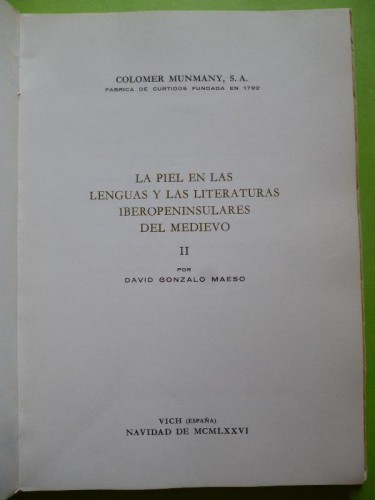 COLOMER MUNMANY, S. A.
FABRICA DE CURTIDOS FUNDADA EN 1792
LA PIEL EN LAS
LENGUAS Y LAS LITERATURAS
IBEROPENINSULARES
DEL MEDIEVO
II
POR
DAVID GONZALO MAESO
VICH (ESPAÑA)
NAVIDAD DE MCMLXXVI